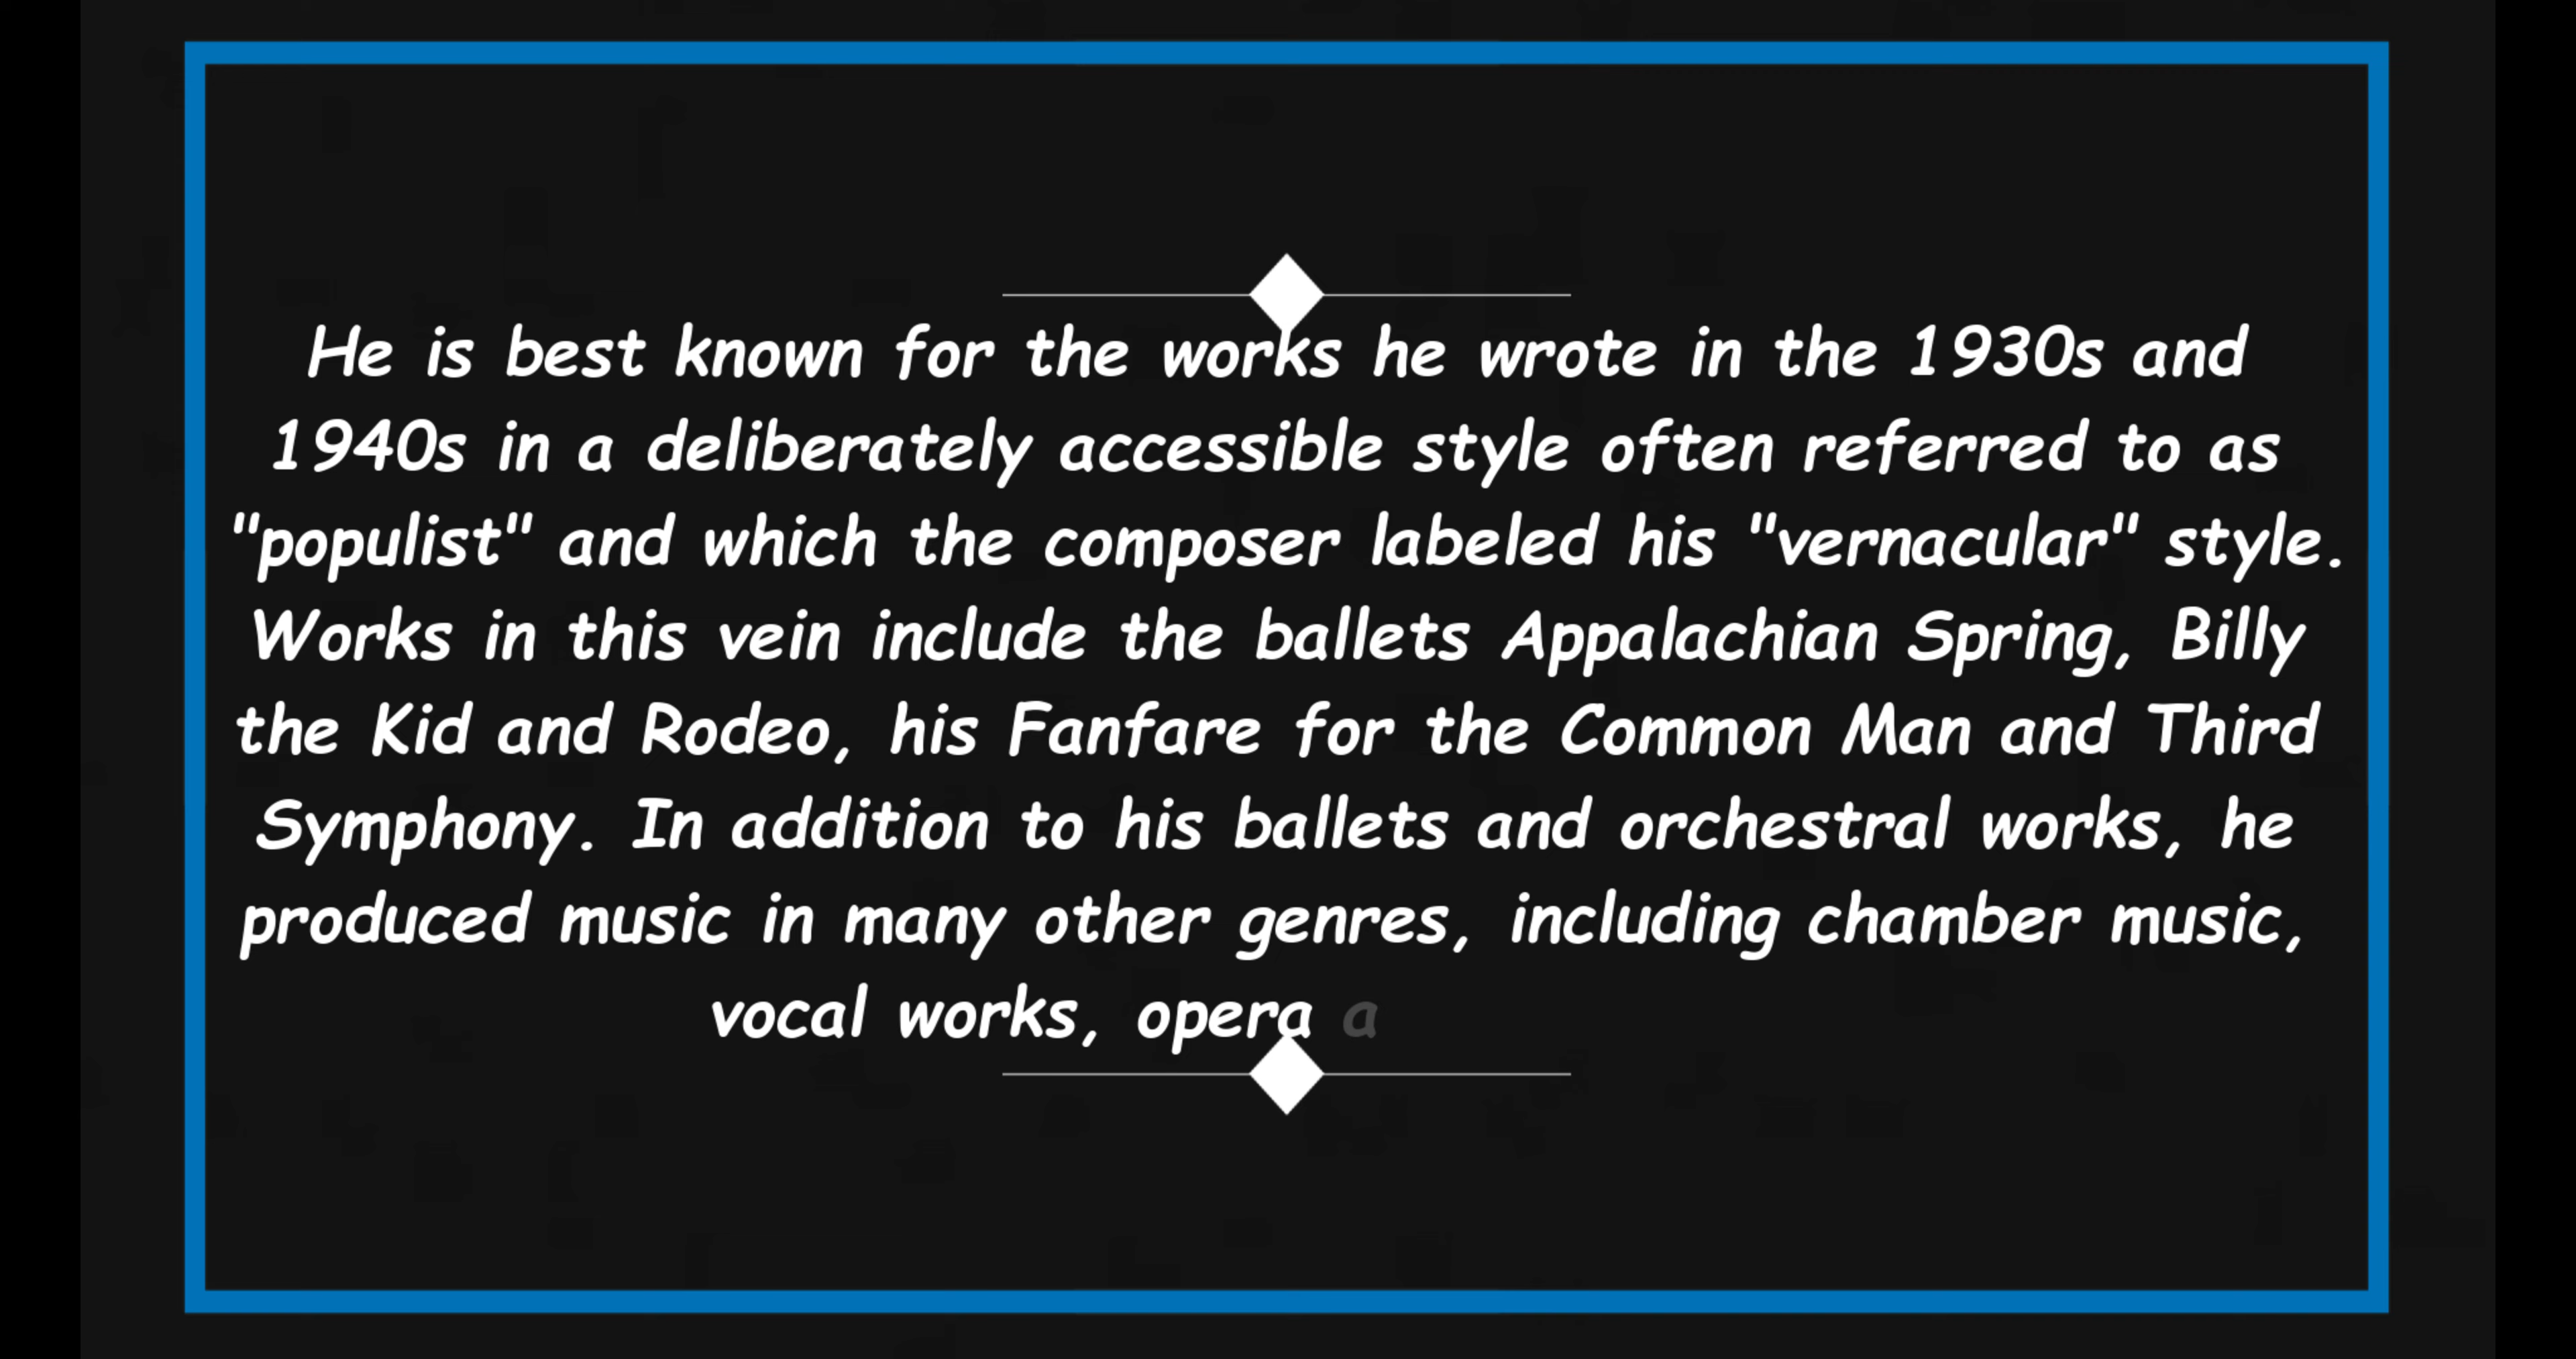 He is best known for the works he wrote in the 1930s and
1940s in a deliberately accessible style often referred to as
"populist" and which the composer labeled his "vernacular" style.
Works in this vein include the ballets Appalachian Spring, Billy
the Kid and Rodeo, his Fanfare for the Common Man and Third
Symphony. In addition to his ballets and orchestral works, he
produced music in many other genres, including chamber music,
vocal works, opera a